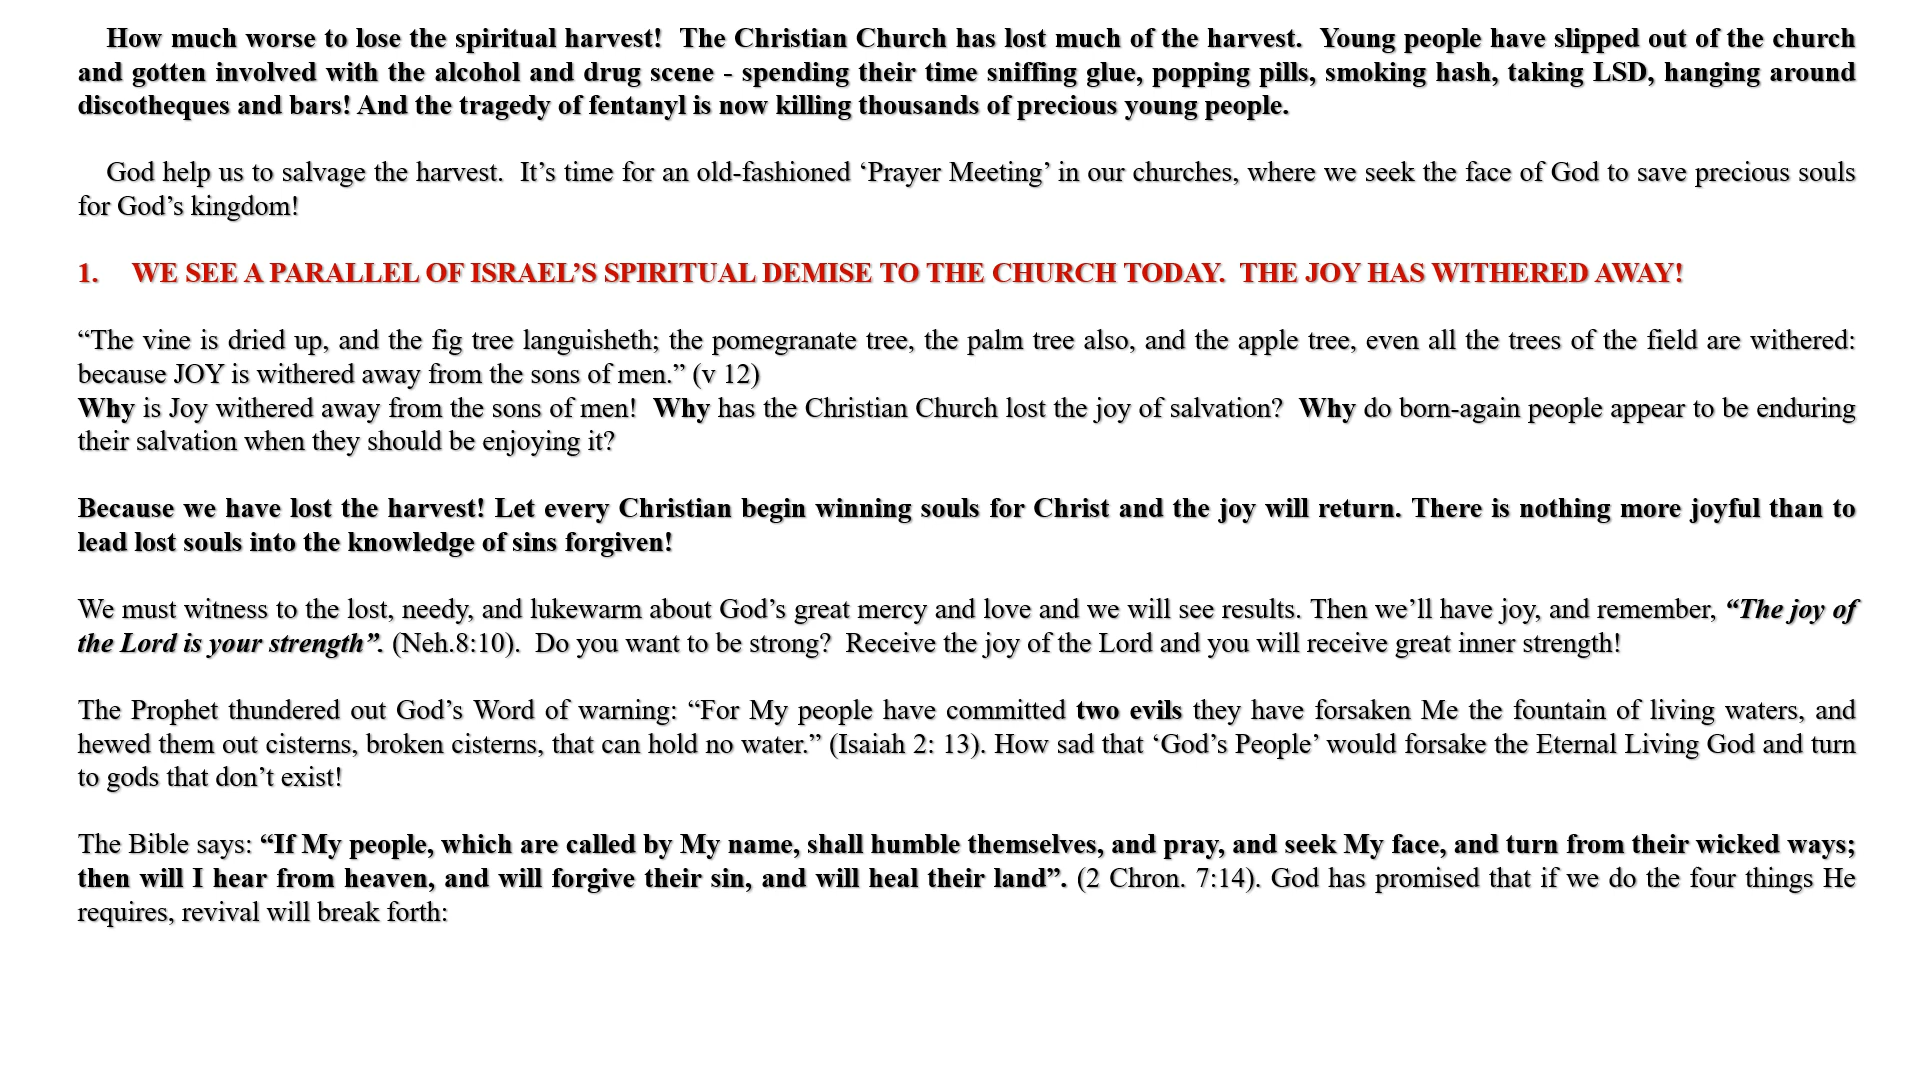 How much worse to lose the spiritual harvest!  The Christian Church has lost much of the harvest.  Young people have slipped out of the church
and gotten involved with the alcohol and drug scene - spending their time sniffing glue, popping pills, smoking hash, taking LSD, hanging around
discotheques and bars! And the tragedy of fentanyl is now killing thousands of precious young people.
God help us to salvage the harvest.  It’s time for an old-fashioned ‘Prayer Meeting’ in our churches, where we seek the face of God to save precious souls
for God’s kingdom!
1.    WE SEE A PARALLEL OF ISRAEL’S SPIRITUAL DEMISE TO THE CHURCH TODAY.  THE JOY HAS WITHERED AWAY!
“The vine is dried up, and the fig tree languisheth; the pomegranate tree, the palm tree also, and the apple tree, even all the trees of the field are withered:
because JOY is withered away from the sons of men.” (v 12)
Why is Joy withered away from the sons of men!  Why has the Christian Church lost the joy of salvation?  Why do born-again people appear to be enduring
their salvation when they should be enjoying it?
Because we have lost the harvest! Let every Christian begin winning souls for Christ and the joy will return. There is nothing more joyful than to
lead lost souls into the knowledge of sins forgiven!
We must witness to the lost, needy, and lukewarm about God’s great mercy and love and we will see results. Then we’ll have joy, and remember, “The joy of
the Lord is your strength”. (Neh.8:10).  Do you want to be strong?  Receive the joy of the Lord and you will receive great inner strength!
The Prophet thundered out God’s Word of warning: “For My people have committed two evils they have forsaken Me the fountain of living waters, and
hewed them out cisterns, broken cisterns, that can hold no water.” (Isaiah 2: 13). How sad that ‘God’s People’ would forsake the Eternal Living God and turn
to gods that don’t exist!
The Bible says: “If My people, which are called by My name, shall humble themselves, and pray, and seek My face, and turn from their wicked ways;
then will I hear from heaven, and will forgive their sin, and will heal their land”. (2 Chron. 7:14). God has promised that if we do the four things He
requires, revival will break forth: